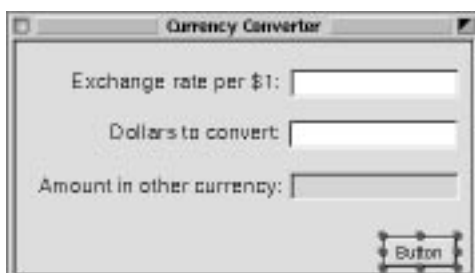 Currency Converter
Exchange rate per $1:
Dollars to convert:
Amount in other currency:
Button